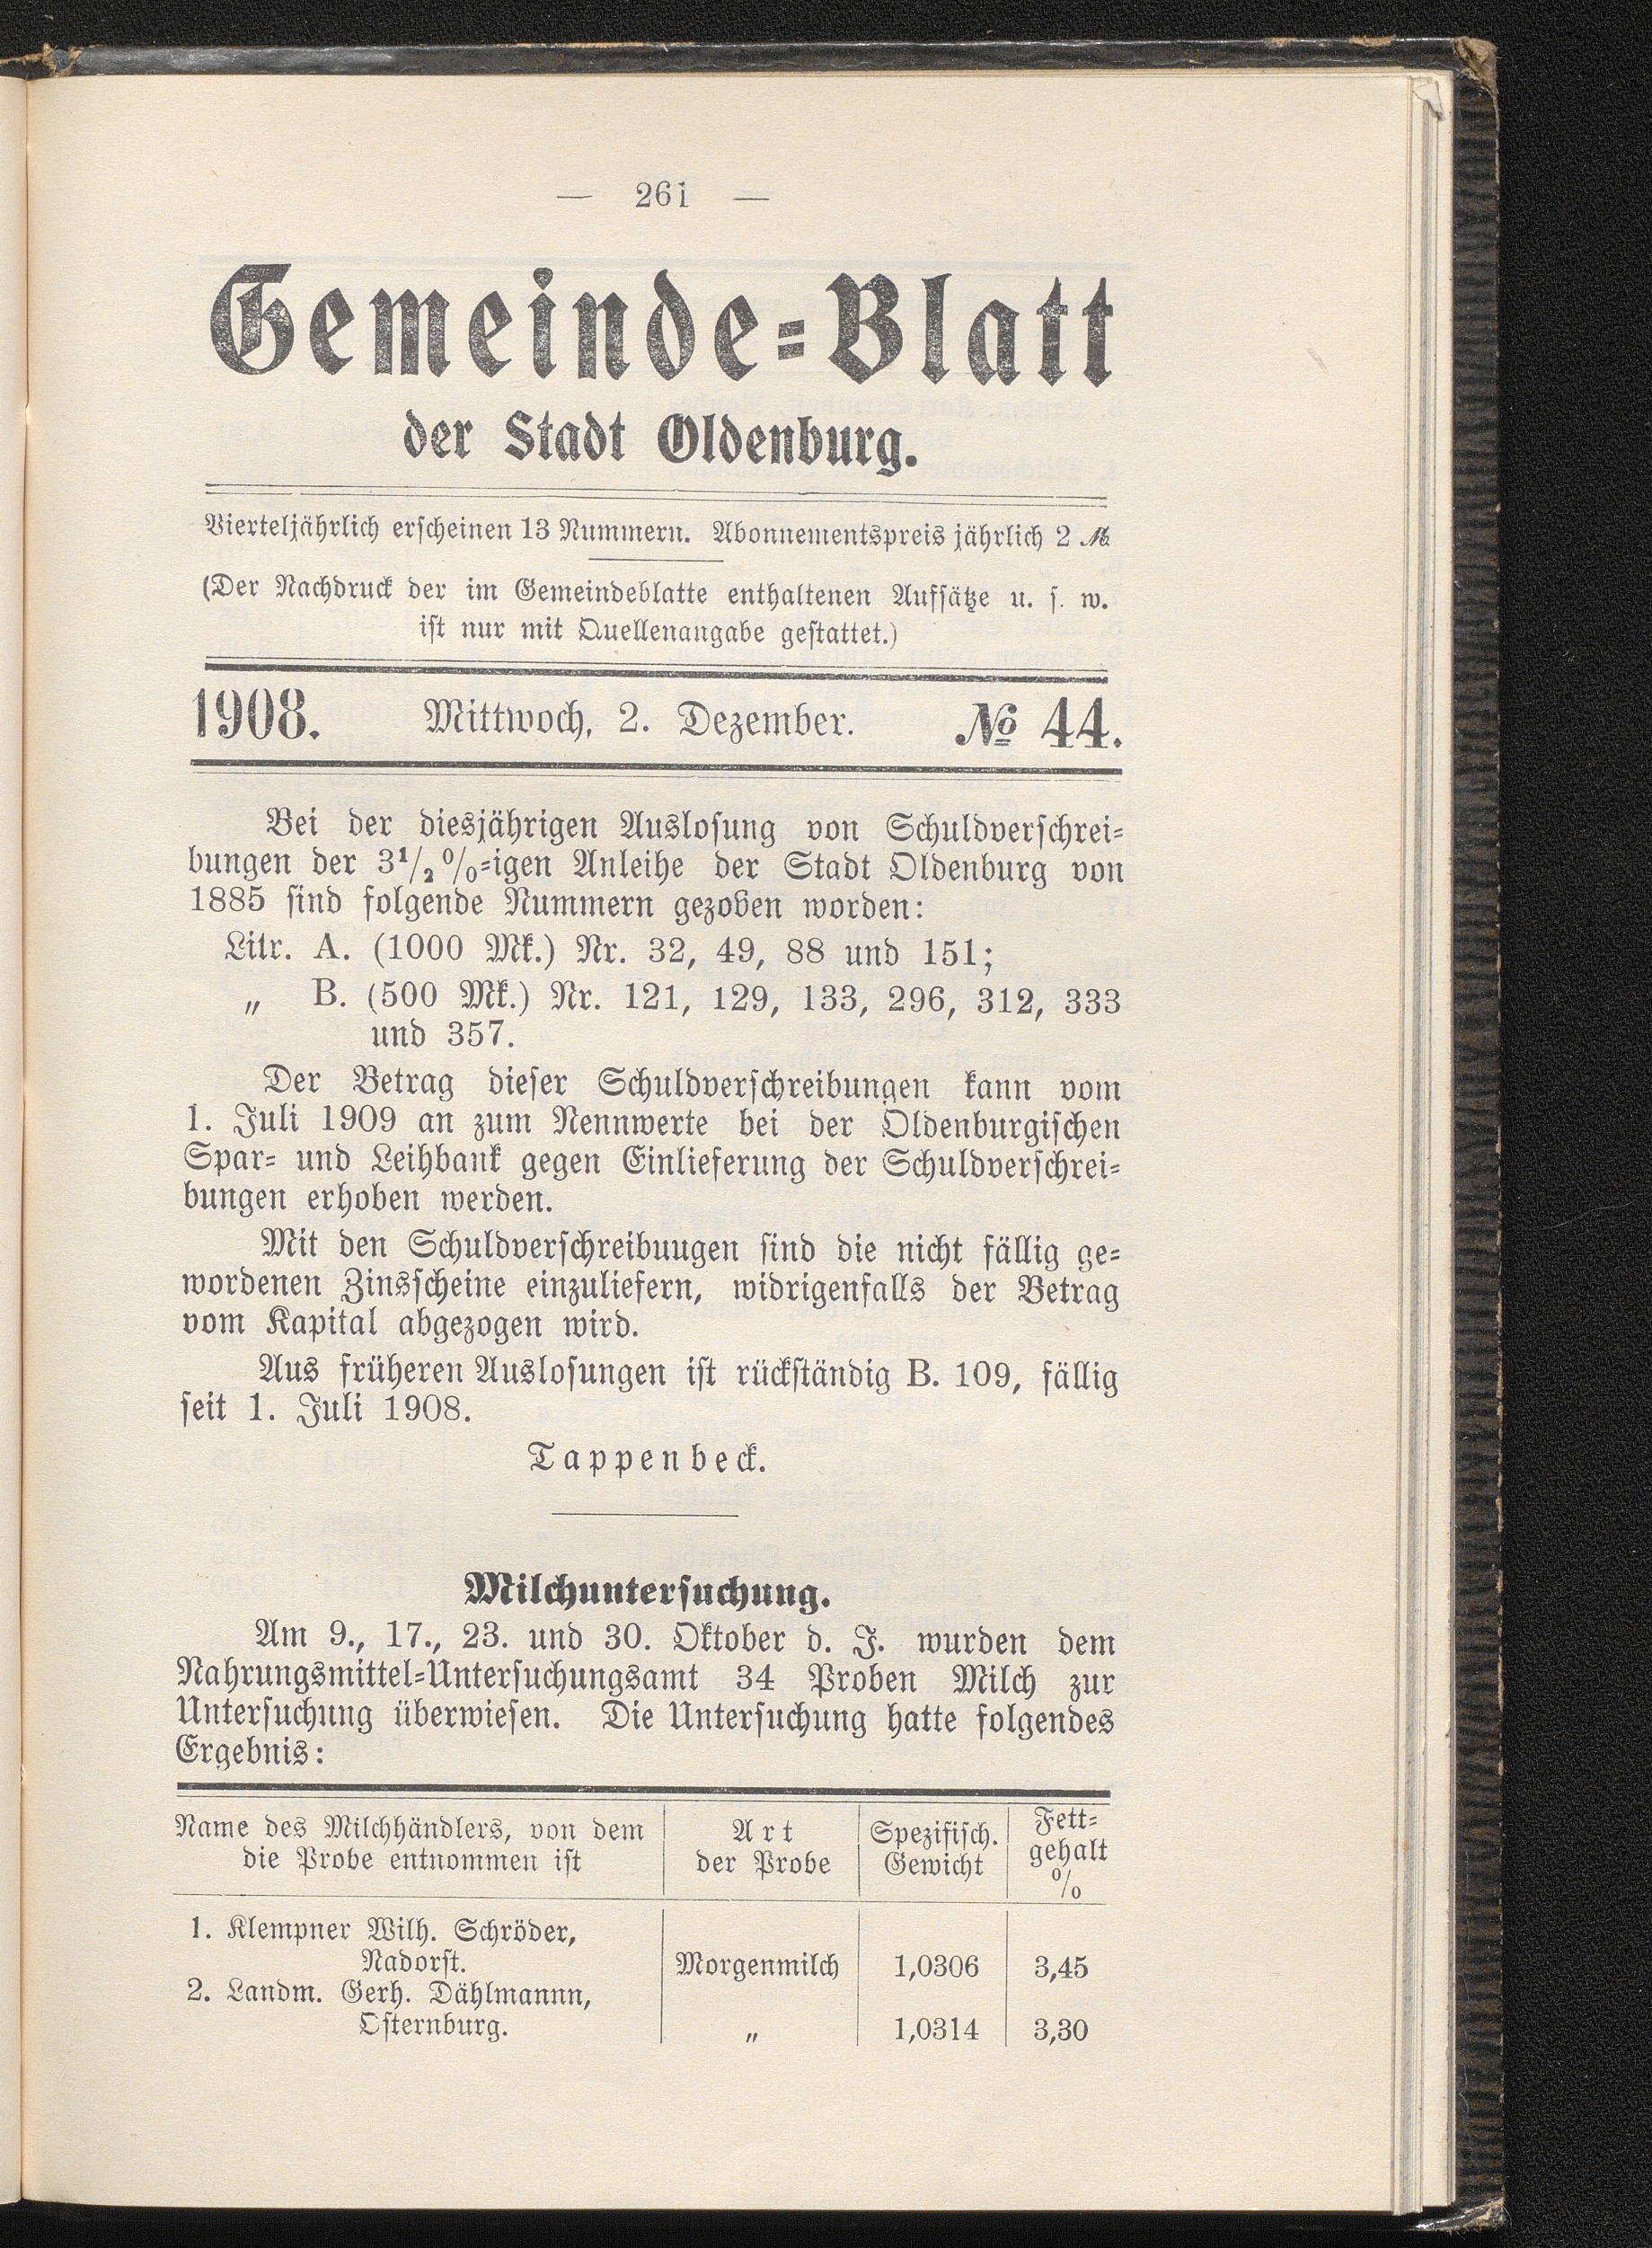 — 261 —
Gemeinde=Blatt
der Stadt Oldenburg.
Vierteljährlich erscheinen 13 Nummern. Abonnementspreis jährlich 2 ℳ
(Der Nachdruck der im Gemeindeblatte enthaltenen Aufsätze u. s. w.
ist nur mit Quellenangabe gestattet.)
1908. Mittwoch, 2. Dezember. № 44.
Bei der diesjährigen Auslosung von Schuldverschrei=
bungen der 3¹/₂ %=igen Anleihe der Stadt Oldenburg von
1885 sind folgende Nummern gezogen worden:
Litr. A. (1000 Mk.) Nr. 32, 49, 88 und 151;
„ B. (500 Mk.) Nr. 121, 129, 133, 296, 312, 333
und 357.
Der Betrag dieser Schuldverschreibungen kann vom
1. Juli 1909 an zum Nennwerte bei der Oldenburgischen
Spar= und Leihbank gegen Einlieferung der Schuldverschrei=
bungen erhoben werden.
Mit den Schuldverschreibuugen sind die nicht fällig ge=
wordenen Zinsscheine einzuliefern, widrigenfalls der Betrag
vom Kapital abgezogen wird.
Aus früheren Auslosungen ist rückständig B. 109, fällig
seit 1. Juli 1908.
Tappenbeck.
Milchuntersuchung.
Am 9., 17., 23. und 30. Oktober d. J. wurden dem
Nahrungsmittel=Untersuchungsamt 34 Proben Milch zur
Untersuchung überwiesen. Die Untersuchung hatte folgendes
Ergebnis:
Name des Milchhändlers, von dem
die Probe entnommen ist
Art
der Probe
Spezifisch.
Gewicht
Fett=
gehalt
%
1. Klempner Wilh. Schröder,
Nadorst. Morgenmilch 1,0306 3,45
2. Landm. Gerh. Dählmannn,
Osternburg. „ 1,0314 3,30